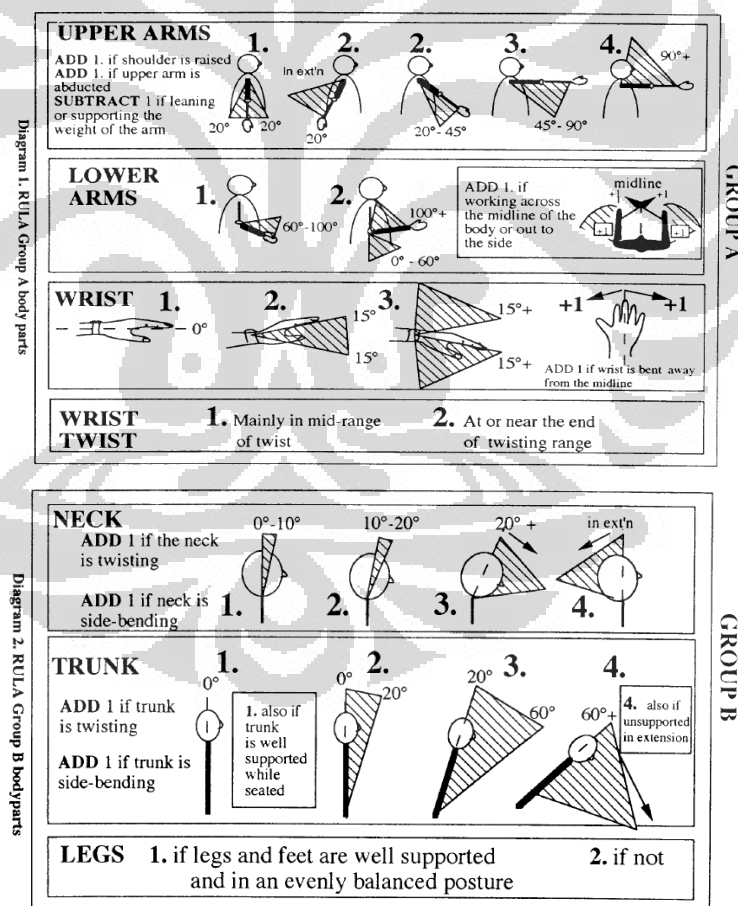 UPPER ARMS
ADD 1. if shoulder is raised
ADD 1. if upper arm is
abducted
SUBTRACT 1 if leaning
or supporting the
weight of the arm
1.
20°
20°
2.
in ext'n
20°
2.
20°- 45°
3.
45°- 90°
4.
90°+
LOWER
ARMS
1.
60°-100°
2.
100°+
0° - 60°
ADD 1. if
working across
the midline of the
body or out to
the side
midline
+1
+1
+1
+1
WRIST
1.
0°
2.
15°
15°
3.
15°+
15°+
+1
+1
ADD 1 if wrist is bent away
from the midline
WRIST
TWIST
1. Mainly in mid-range
of twist
2. At or near the end
of twisting range
Diagram 1. RULA Group A body parts
GROUP A
NECK
ADD 1 if the neck
is twisting
ADD 1 if neck is
side-bending
0°-10°
1.
10°-20°
2.
20° +
3.
in ext'n
4.
TRUNK
ADD 1 if trunk
is twisting
ADD 1 if trunk is
side-bending
1.
0°
1. also if
trunk
is well
supported
while
seated
2.
0°
20°
3.
20°
60°
4.
60°+
4. also if
unsupported
in extension
LEGS 1. if legs and feet are well supported
and in an evenly balanced posture
2. if not
Diagram 2. RULA Group B bodyparts
GROUP B